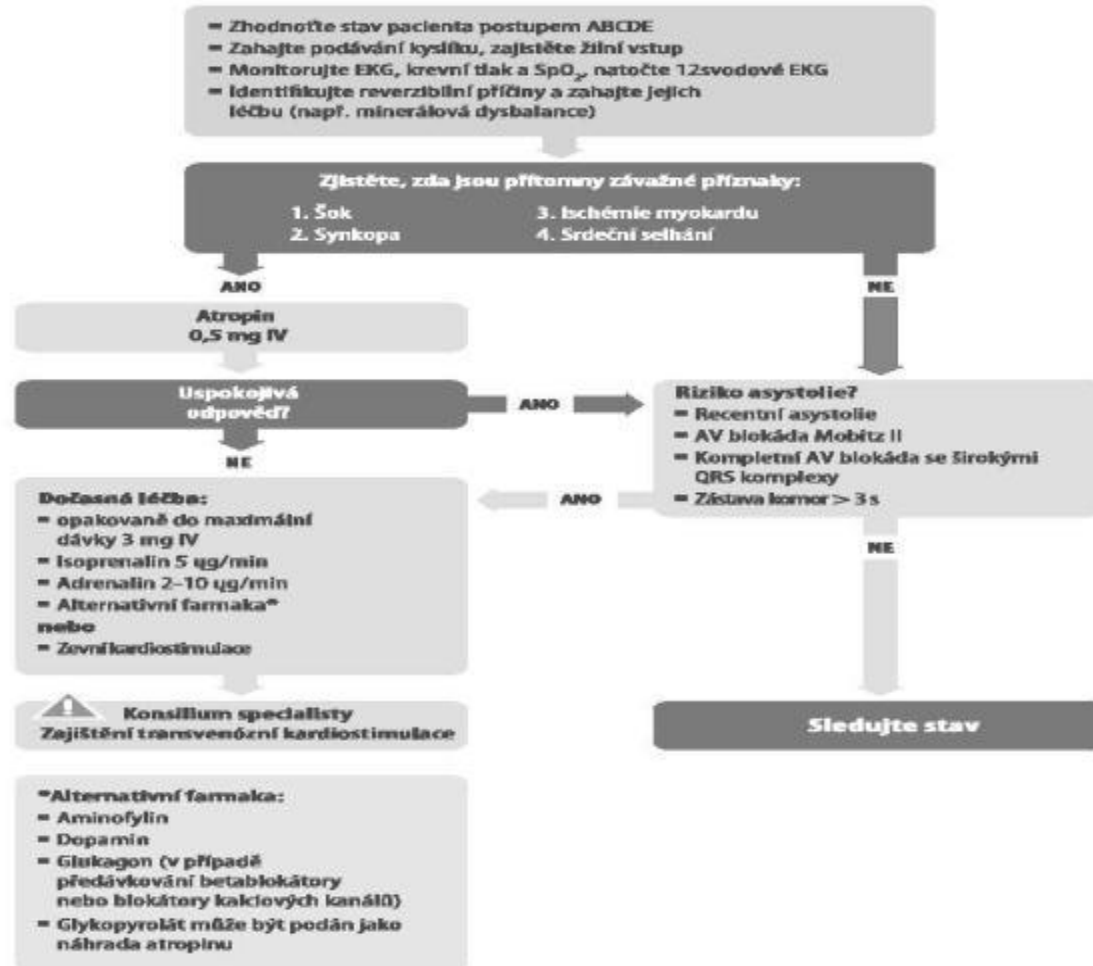 = Zhodnoťte stav pacienta postupem ABCDE
= Zahajte podávání kyslíku, zajistěte žilní vstup
= Monitorujte EKG, krevní tlak a SpO₂, natočte 12svodové EKG
= Identifikujte reverzibilní příčiny a zahajte jejich
léčbu (např. minerálová dysbalance)
Zjistěte, zda jsou přítomny závažné příznaky:
1. Šok
2. Synkopa
3. Ischémie myokardu
4. Srdeční selhání
ANO
NE
Atropin
0,5 mg IV
Uspokojivá
odpověď?
ANO
Riziko asystolie?
= Recentní asystolie
= AV blokáda Mobitz II
= Kompletní AV blokáda se širokými
QRS komplexy
= Zástava komor > 3 s
NE
ANO
NE
Dočasná léčba:
= opakovaně do maximální
dávky 3 mg IV
= Isoprenalin 5 ųg/min
= Adrenalin 2–10 ųg/min
= Alternativní farmaka*
nebo
= Zevní kardiostimulace
Konsilium specialisty
Zajištění transvenózní kardiostimulace
Sledujte stav
*Alternativní farmaka:
= Aminofylin
= Dopamin
= Glukagon (v případě
předávkování betablokátory
nebo blokátory kalciových kanálů)
= Glykopyrolát může být podán jako
náhrada atropinu